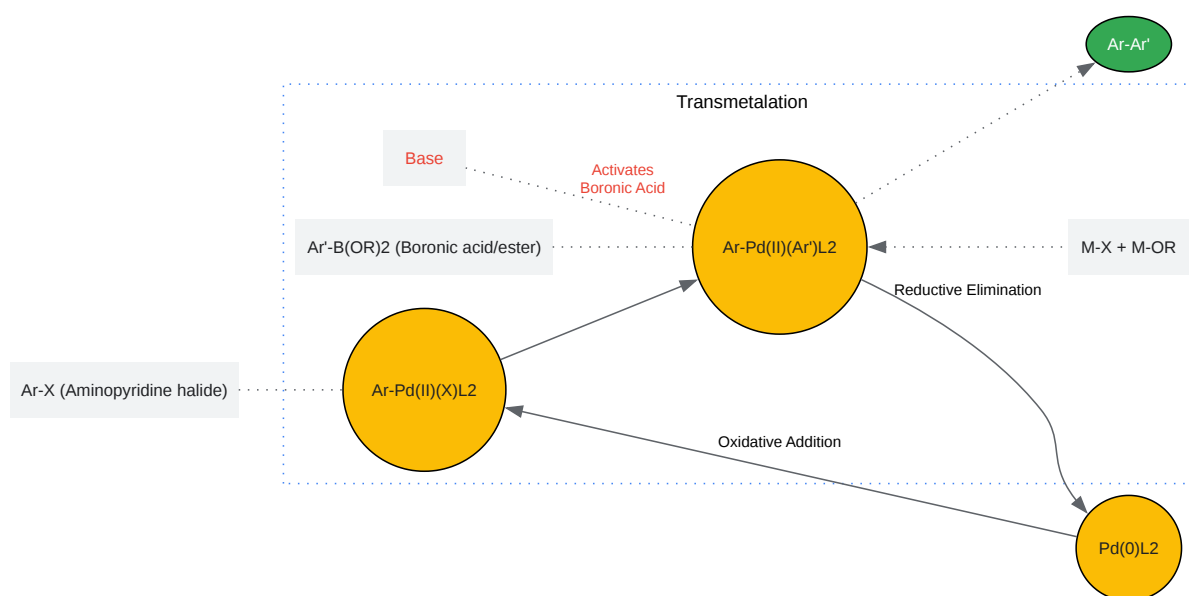 Ar-Ar'
Transmetalation
Base
Activates
Boronic Acid
Ar'-B(OR)2 (Boronic acid/ester)
Ar-Pd(II)(Ar')L2
M-X + M-OR
Reductive Elimination
Ar-X (Aminopyridine halide)
Ar-Pd(II)(X)L2
Oxidative Addition
Pd(0)L2